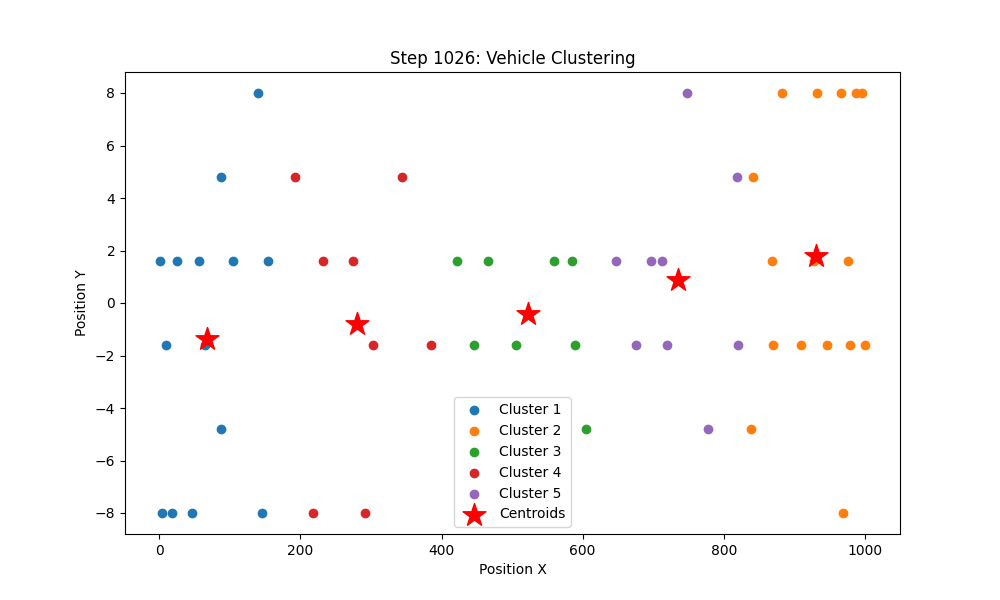 Step 1026: Vehicle Clustering
Position Y
8
6
4
2
0
−2
−4
−6
−8
Cluster 1
Cluster 2
Cluster 3
Cluster 4
Cluster 5
Centroids
0 200 400 600 800 1000
Position X